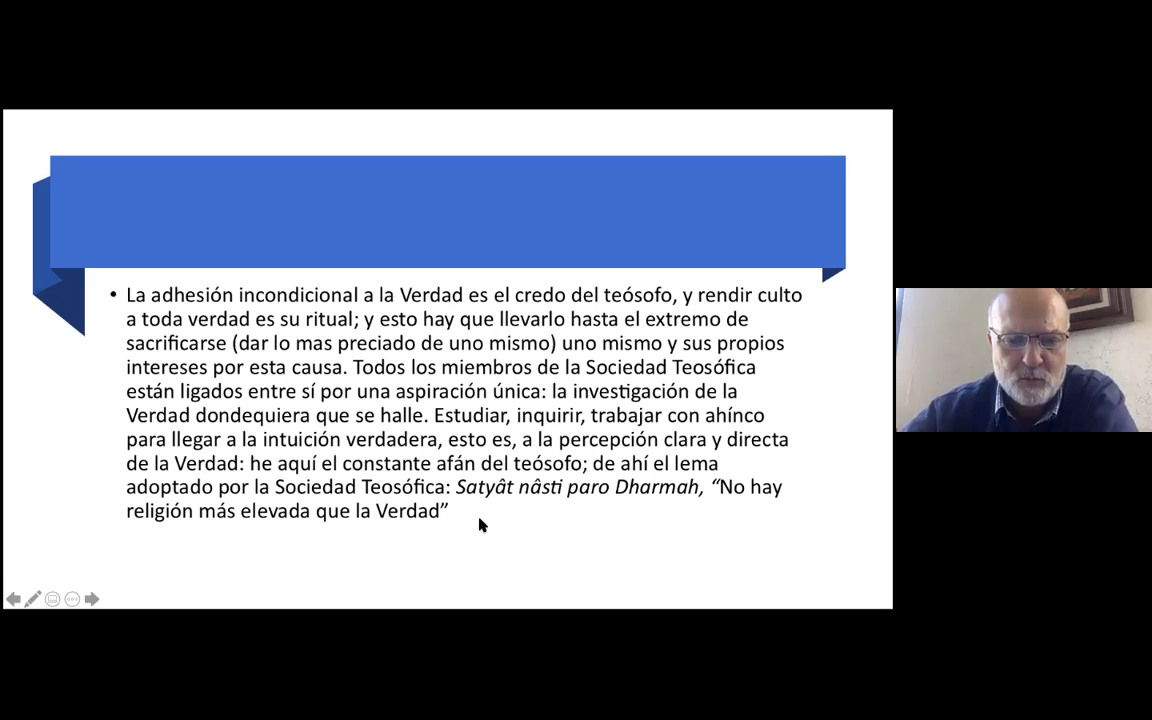 • La adhesión incondicional a la Verdad es el credo del teósofo, y rendir culto
a toda verdad es su ritual; y esto hay que llevarlo hasta el extremo de
sacrificarse (dar lo mas preciado de uno mismo) uno mismo y sus propios
intereses por esta causa. Todos los miembros de la Sociedad Teosófica
están ligados entre sí por una aspiración única: la investigación de la
Verdad dondequiera que se halle. Estudiar, inquirir, trabajar con ahínco
para llegar a la intuición verdadera, esto es, a la percepción clara y directa
de la Verdad: he aquí el constante afán del teósofo; de ahí el lema
adoptado por la Sociedad Teosófica: Satyât nâsti paro Dharmah, “No hay
religión más elevada que la Verdad”